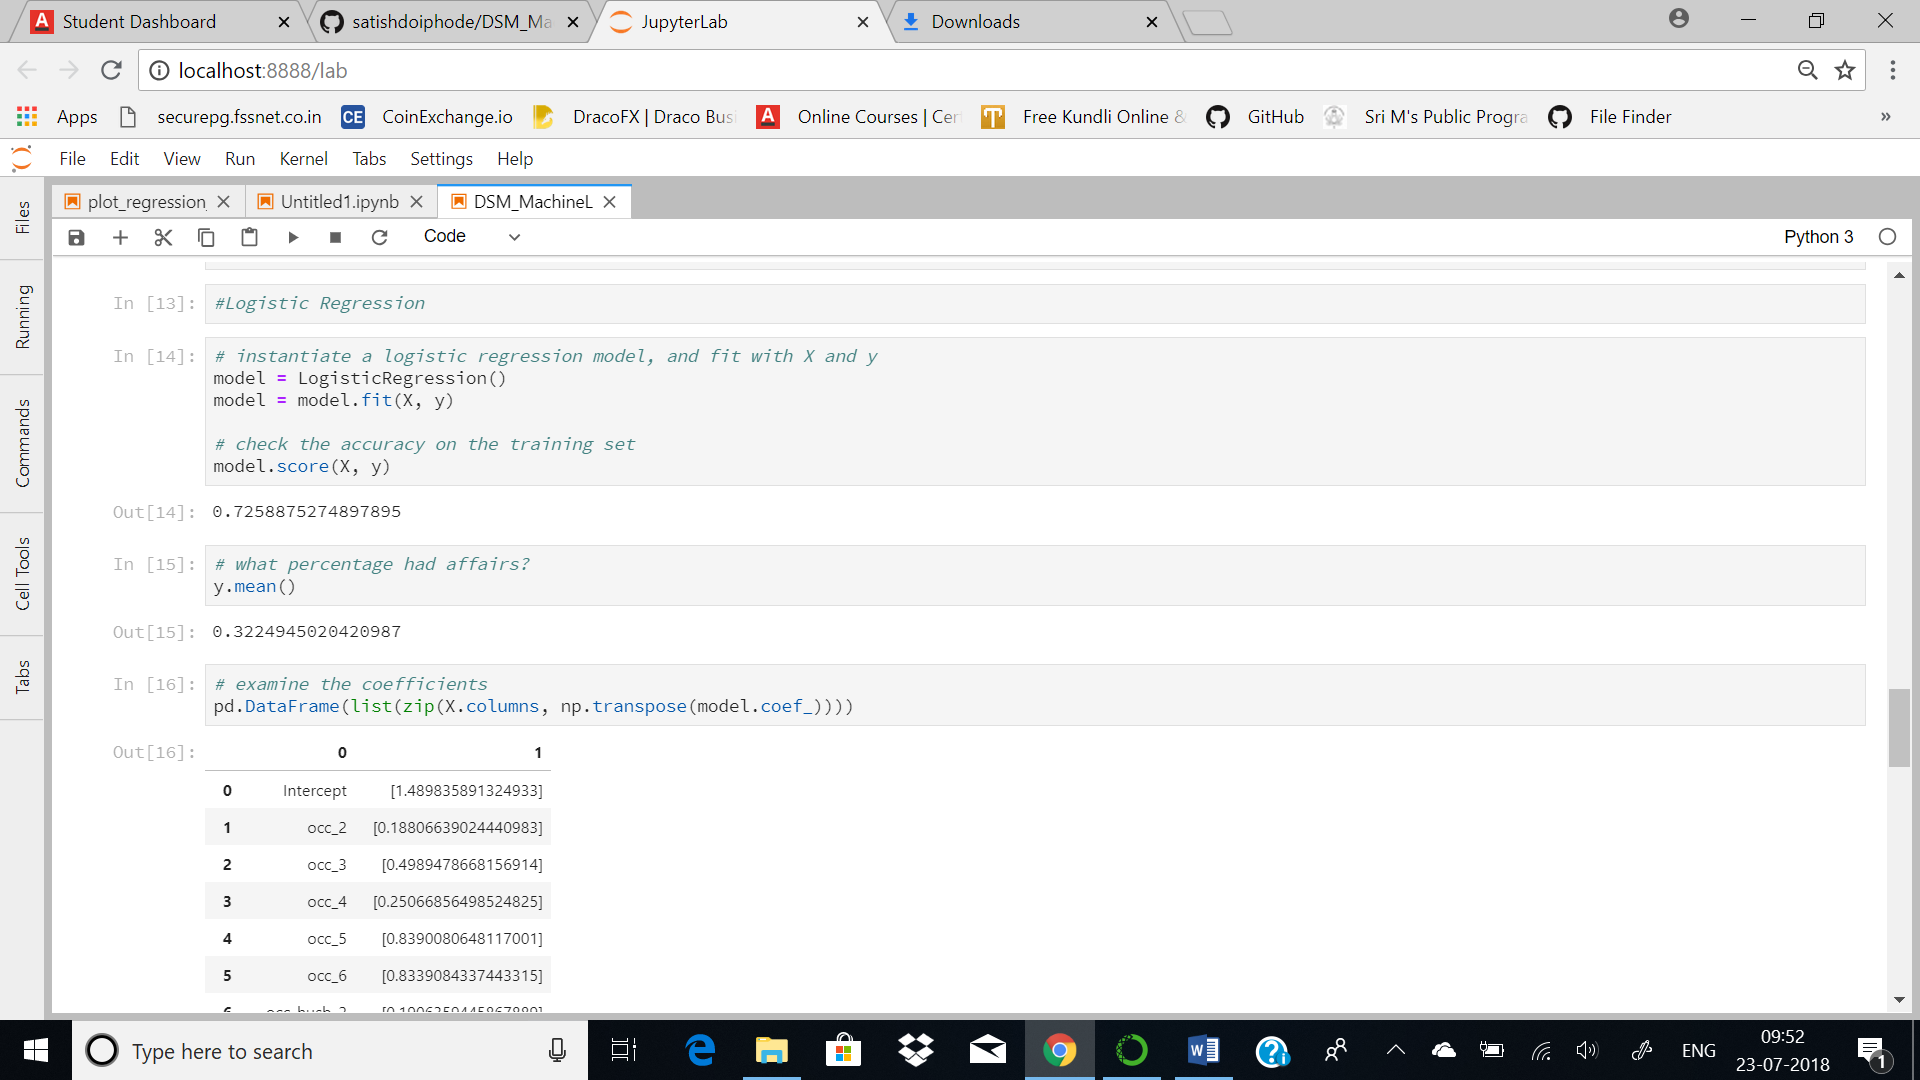 Student Dashboard
satishdoiphode/DSM_Ma
JupyterLab
Downloads
localhost:8888/lab
Apps
securepg.fssnet.co.in
CE CoinExchange.io
DracoFX | Draco Busi
Online Courses | Cer
Free Kundli Online &
GitHub
Sri M's Public Progra
File Finder
»
File Edit View Run Kernel Tabs Settings Help
plot_regression_
Untitled1.ipynb
DSM_MachineL
Code
Python 3
Files
Running
Commands
Cell Tools
Tabs
In [13]: #Logistic Regression
In [14]: # instantiate a logistic regression model, and fit with X and y
model = LogisticRegression()
model = model.fit(X, y)
# check the accuracy on the training set
model.score(X, y)
Out[14]: 0.7258875274897895
In [15]: # what percentage had affairs?
y.mean()
Out[15]: 0.3224945020420987
In [16]: # examine the coefficients
pd.DataFrame(list(zip(X.columns, np.transpose(model.coef_))))
Out[16]: 0 1
0 Intercept [1.489835891324933]
1 occ_2 [0.18806639024440983]
2 occ_3 [0.4989478668156914]
3 occ_4 [0.25066856498524825]
4 occ_5 [0.8390080648117001]
5 occ_6 [0.8339084337443315]
Type here to search
ENG
09:52
23-07-2018
1